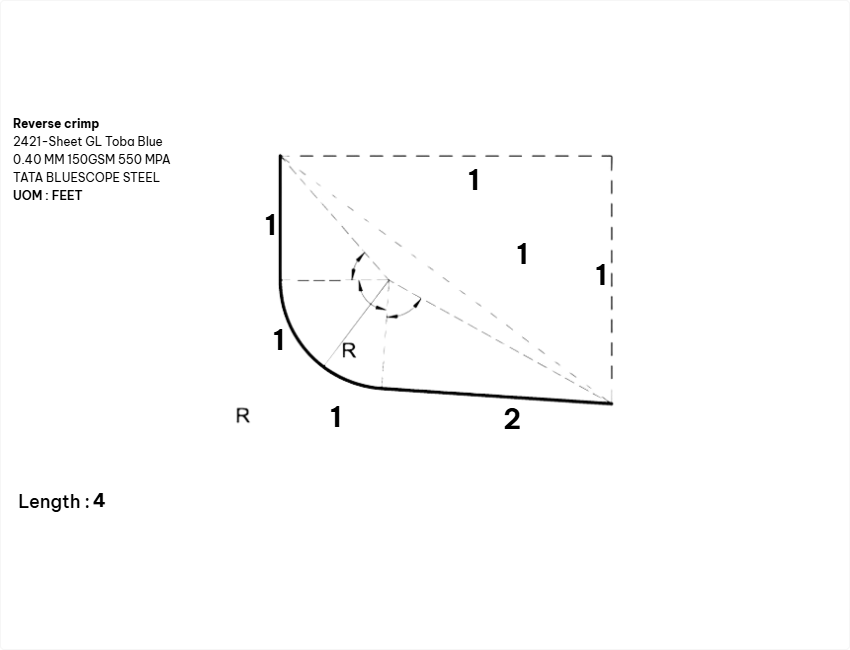 Reverse crimp
2421-Sheet GL Toba Blue
0.40 MM 150GSM 550 MPA
TATA BLUESCOPE STEEL
UOM : FEET
1
1
1
1
1
R
R
1
2
Length : 4